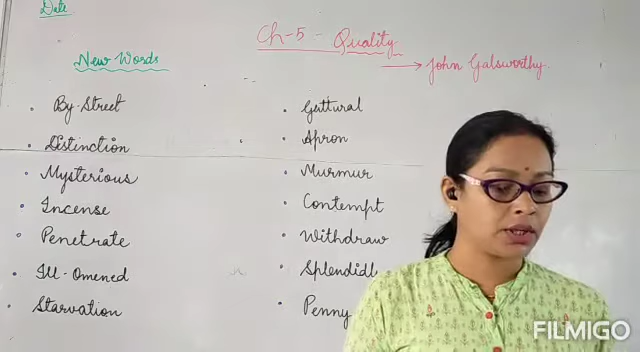 Date
Ch-5 - Quality
New Words
John Galsworthy.
By-Street
Distinction
Mysterious
Incense
Penetrate
Ill-Omened
Starvation
Guttural
Apron
Murmur
Contempt
Withdraw
Splendidl
Penny
FILMIGO